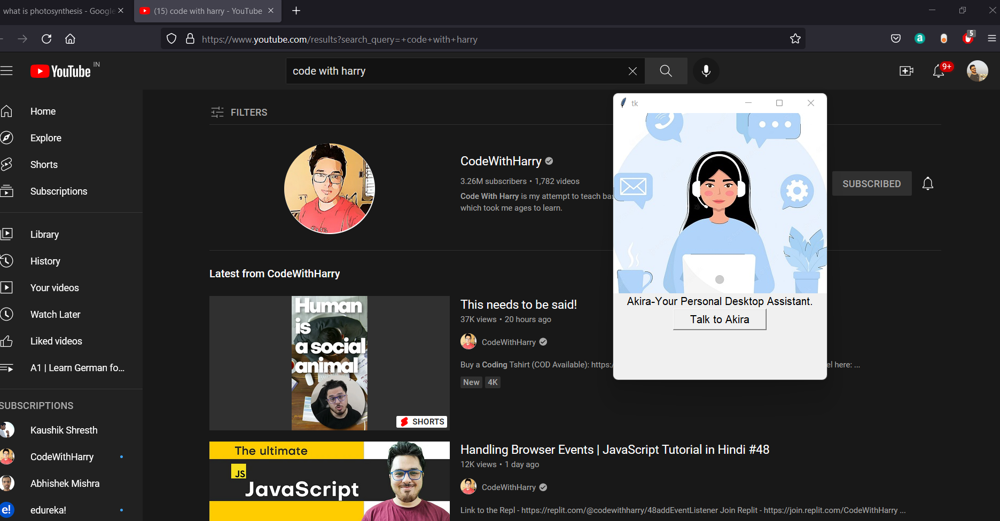 what is photosynthesis - Google
(15) code with harry - YouTube
https://www.youtube.com/results?search_query=+code+with+harry
5
YouTube
IN
code with harry
9+
Home
Explore
Shorts
Subscriptions
Library
History
Your videos
Watch Later
Liked videos
A1 | Learn German fo...
SUBSCRIPTIONS
Kaushik Shresth
CodeWithHarry
Abhishek Mishra
e!
edureka!
FILTERS
CodeWithHarry
3.26M subscribers • 1,782 videos
Code With Harry is my attempt to teach bas
which took me ages to learn.
SUBSCRIBED
Latest from CodeWithHarry
Human
is
a social
animal
SHORTS
This needs to be said!
37K views • 20 hours ago
CodeWithHarry
Buy a Coding Tshirt (COD Available): https:/
el here: ...
New
4K
The ultimate
JS
JavaScript
Handling Browser Events | JavaScript Tutorial in Hindi #48
12K views • 1 day ago
CodeWithHarry
Link to the Repl - https://replit.com/@codewithharry/48addEventListener Join Replit - https://join.replit.com/CodeWithHarry ...
tk
Akira-Your Personal Desktop Assistant.
Talk to Akira